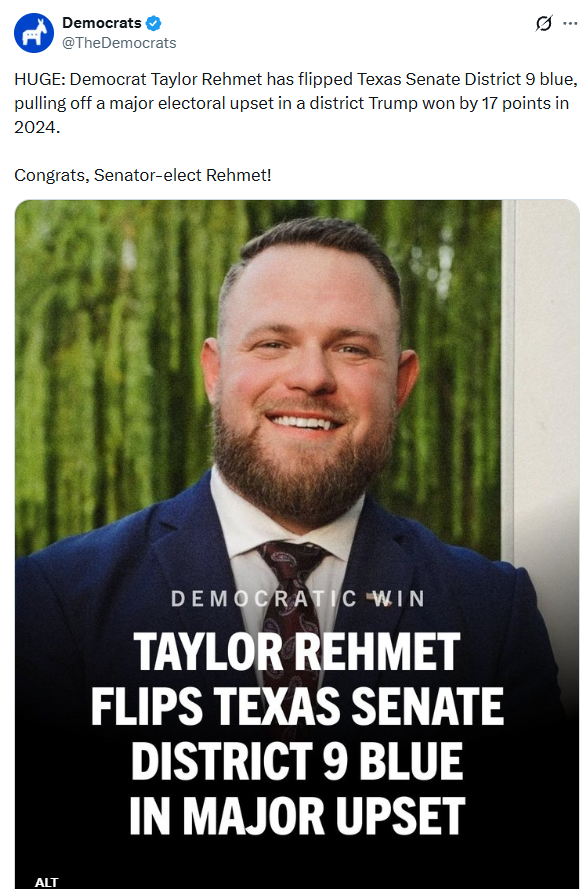 Democrats
@TheDemocrats
HUGE: Democrat Taylor Rehmet has flipped Texas Senate District 9 blue,
pulling off a major electoral upset in a district Trump won by 17 points in
2024.
Congrats, Senator-elect Rehmet!
DEMOCRATIC WIN
TAYLOR REHMET
FLIPS TEXAS SENATE
DISTRICT 9 BLUE
IN MAJOR UPSET
ALT